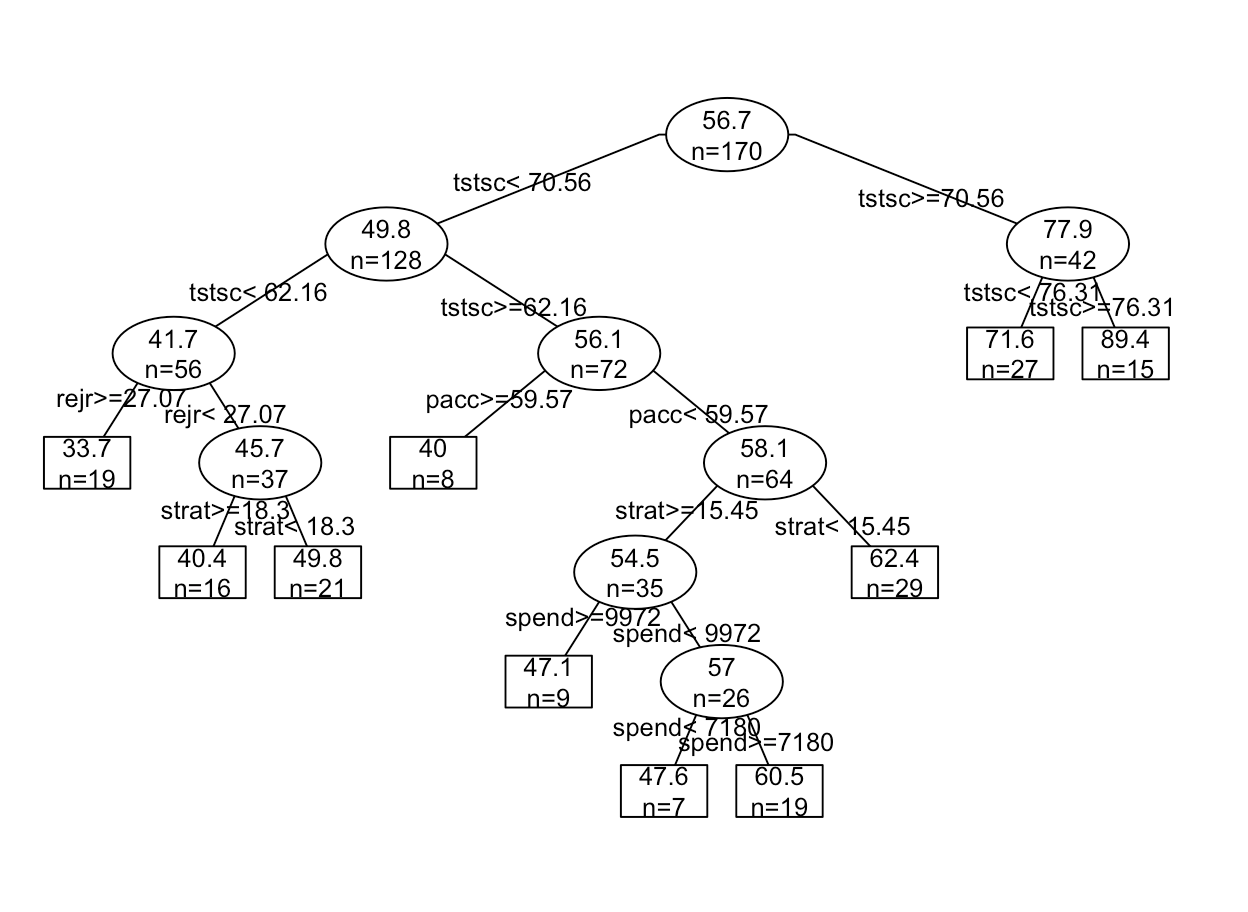 56.7
n=170
tstsc< 70.56
tstsc>=70.56
49.8
n=128
77.9
n=42
tstsc< 62.16
tstsc>=62.16
tstsc< 76.31
tstsc>=76.31
41.7
n=56
56.1
n=72
71.6
n=27
89.4
n=15
rejr>=27.07
rejr< 27.07
pacc>=59.57
pacc< 59.57
33.7
n=19
45.7
n=37
40
n=8
58.1
n=64
strat>=18.3
strat< 18.3
strat>=15.45
strat< 15.45
40.4
n=16
49.8
n=21
54.5
n=35
62.4
n=29
spend>=9972
spend< 9972
47.1
n=9
57
n=26
spend< 7180
spend>=7180
47.6
n=7
60.5
n=19